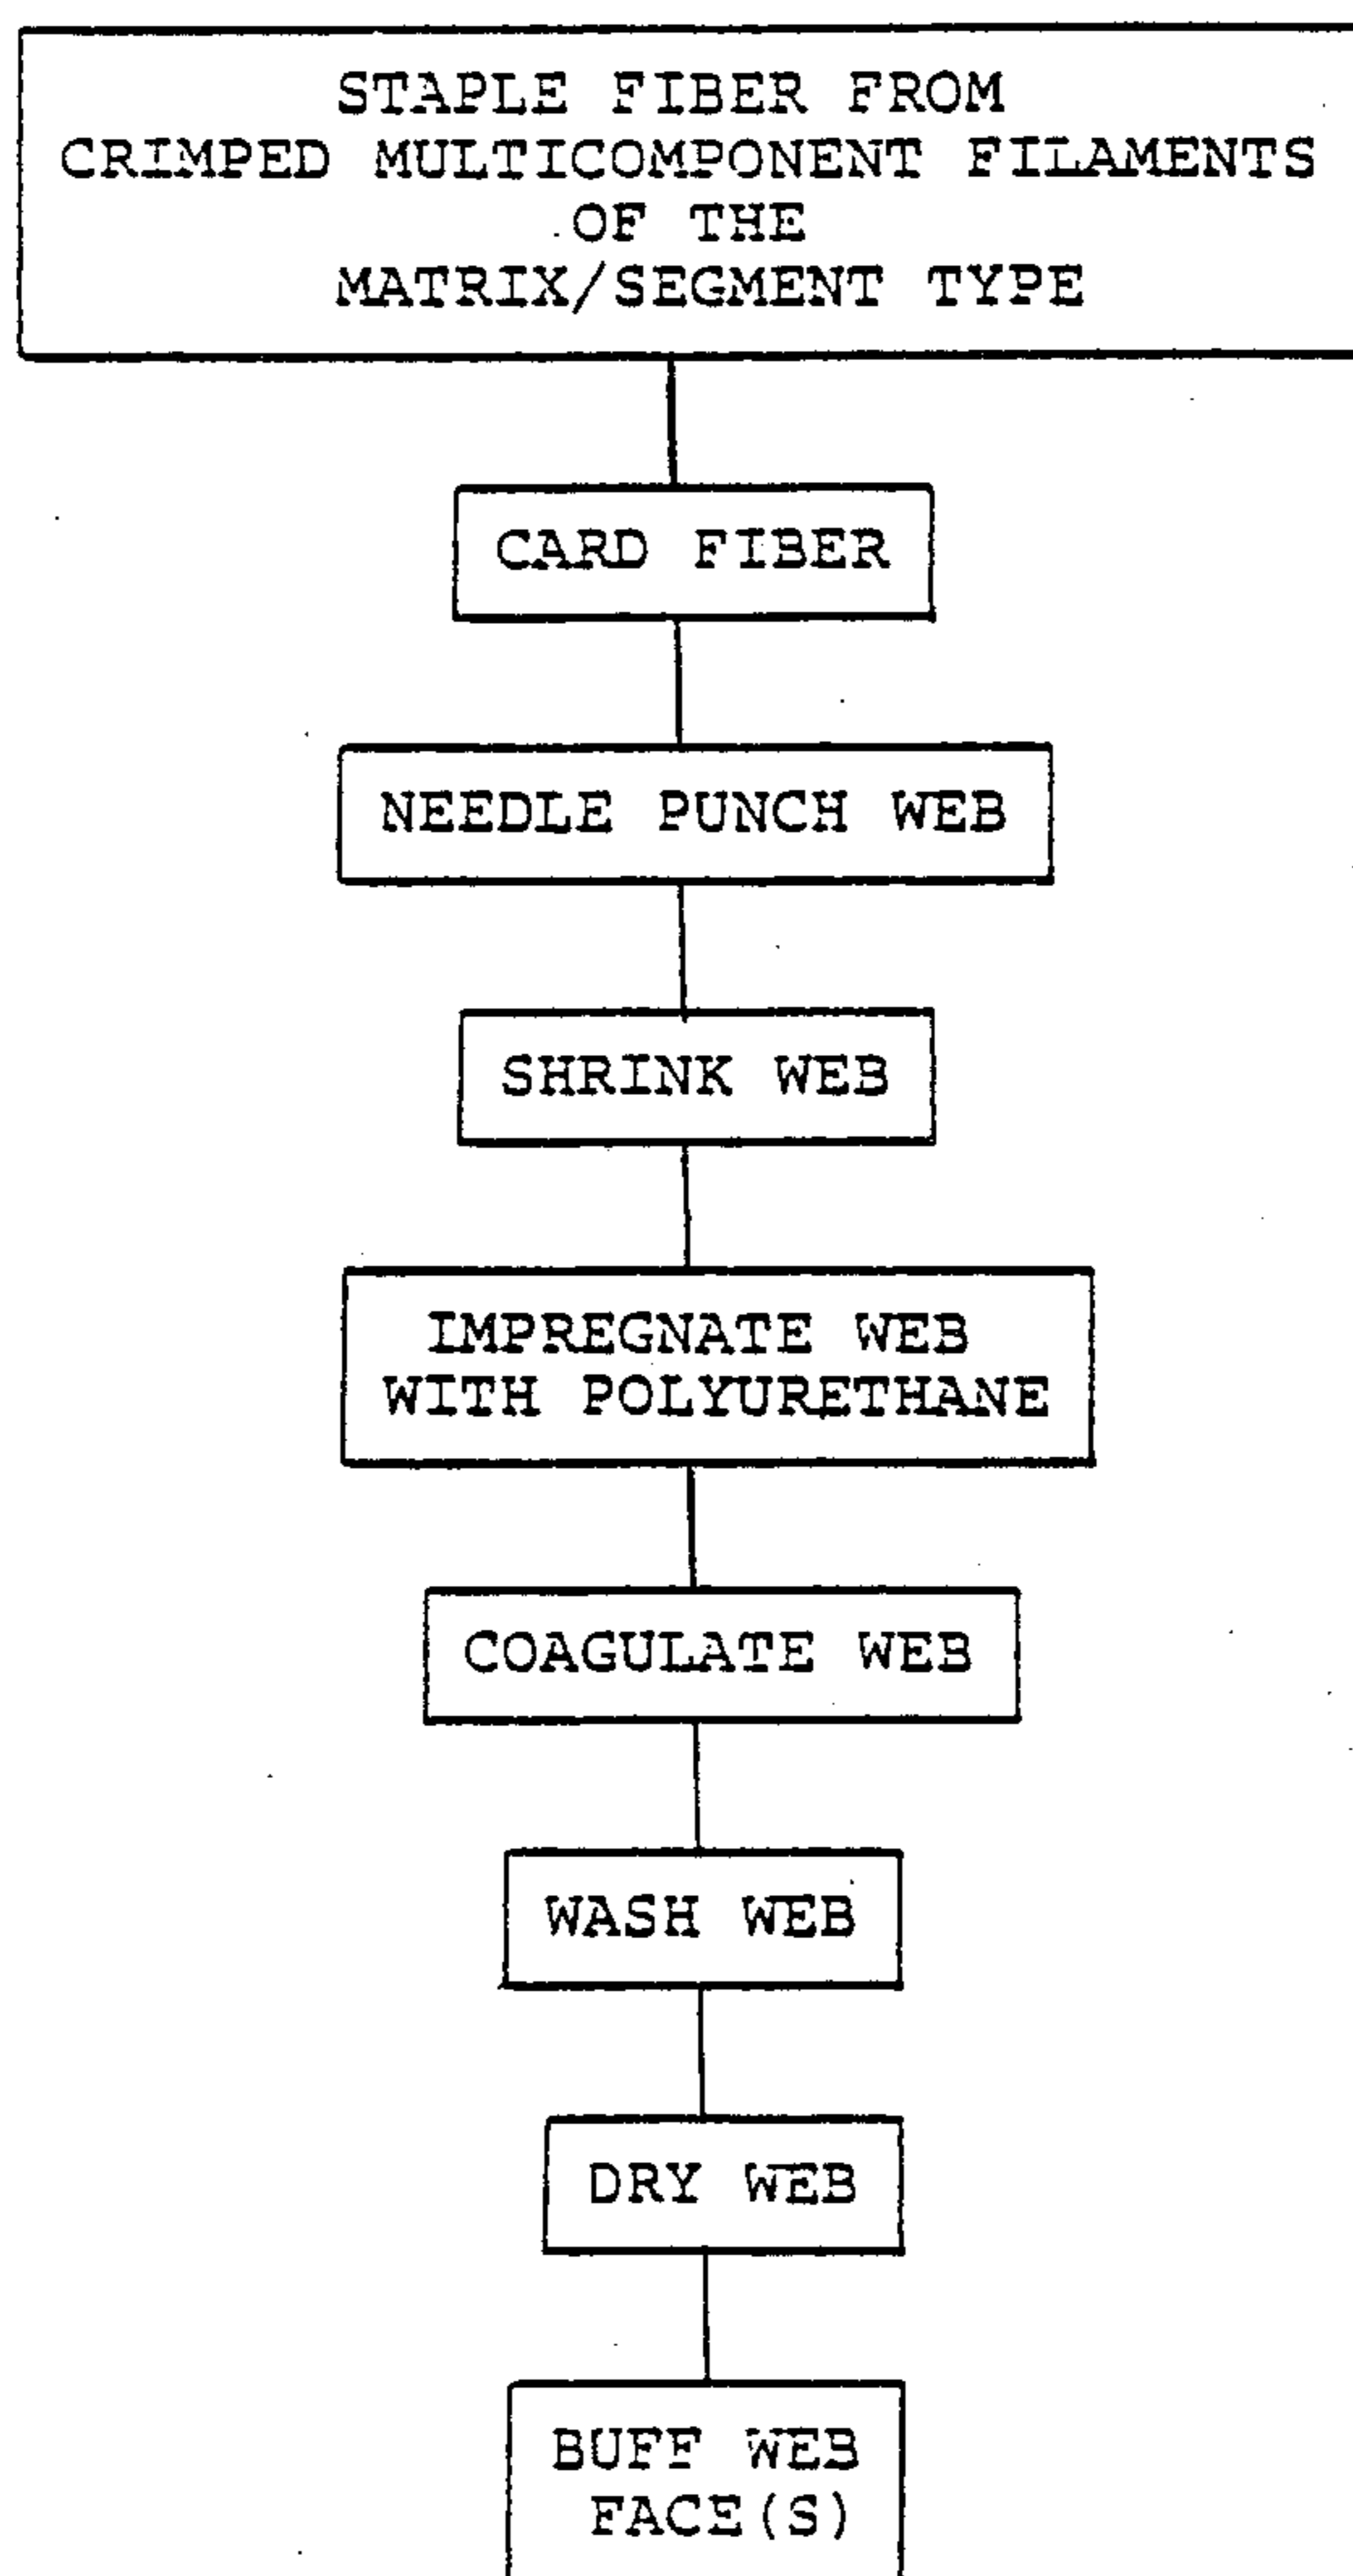 STAPLE FIBER FROM
CRIMPED MULTICOMPONENT FILAMENTS
OF THE
MATRIX/SEGMENT TYPE
CARD FIBER
NEEDLE PUNCH WEB
SHRINK WEB
IMPREGNATE WEB
WITH POLYURETHANE
COAGULATE WEB
WASH WEB
DRY WEB
BUFF WEB
FACE(S)